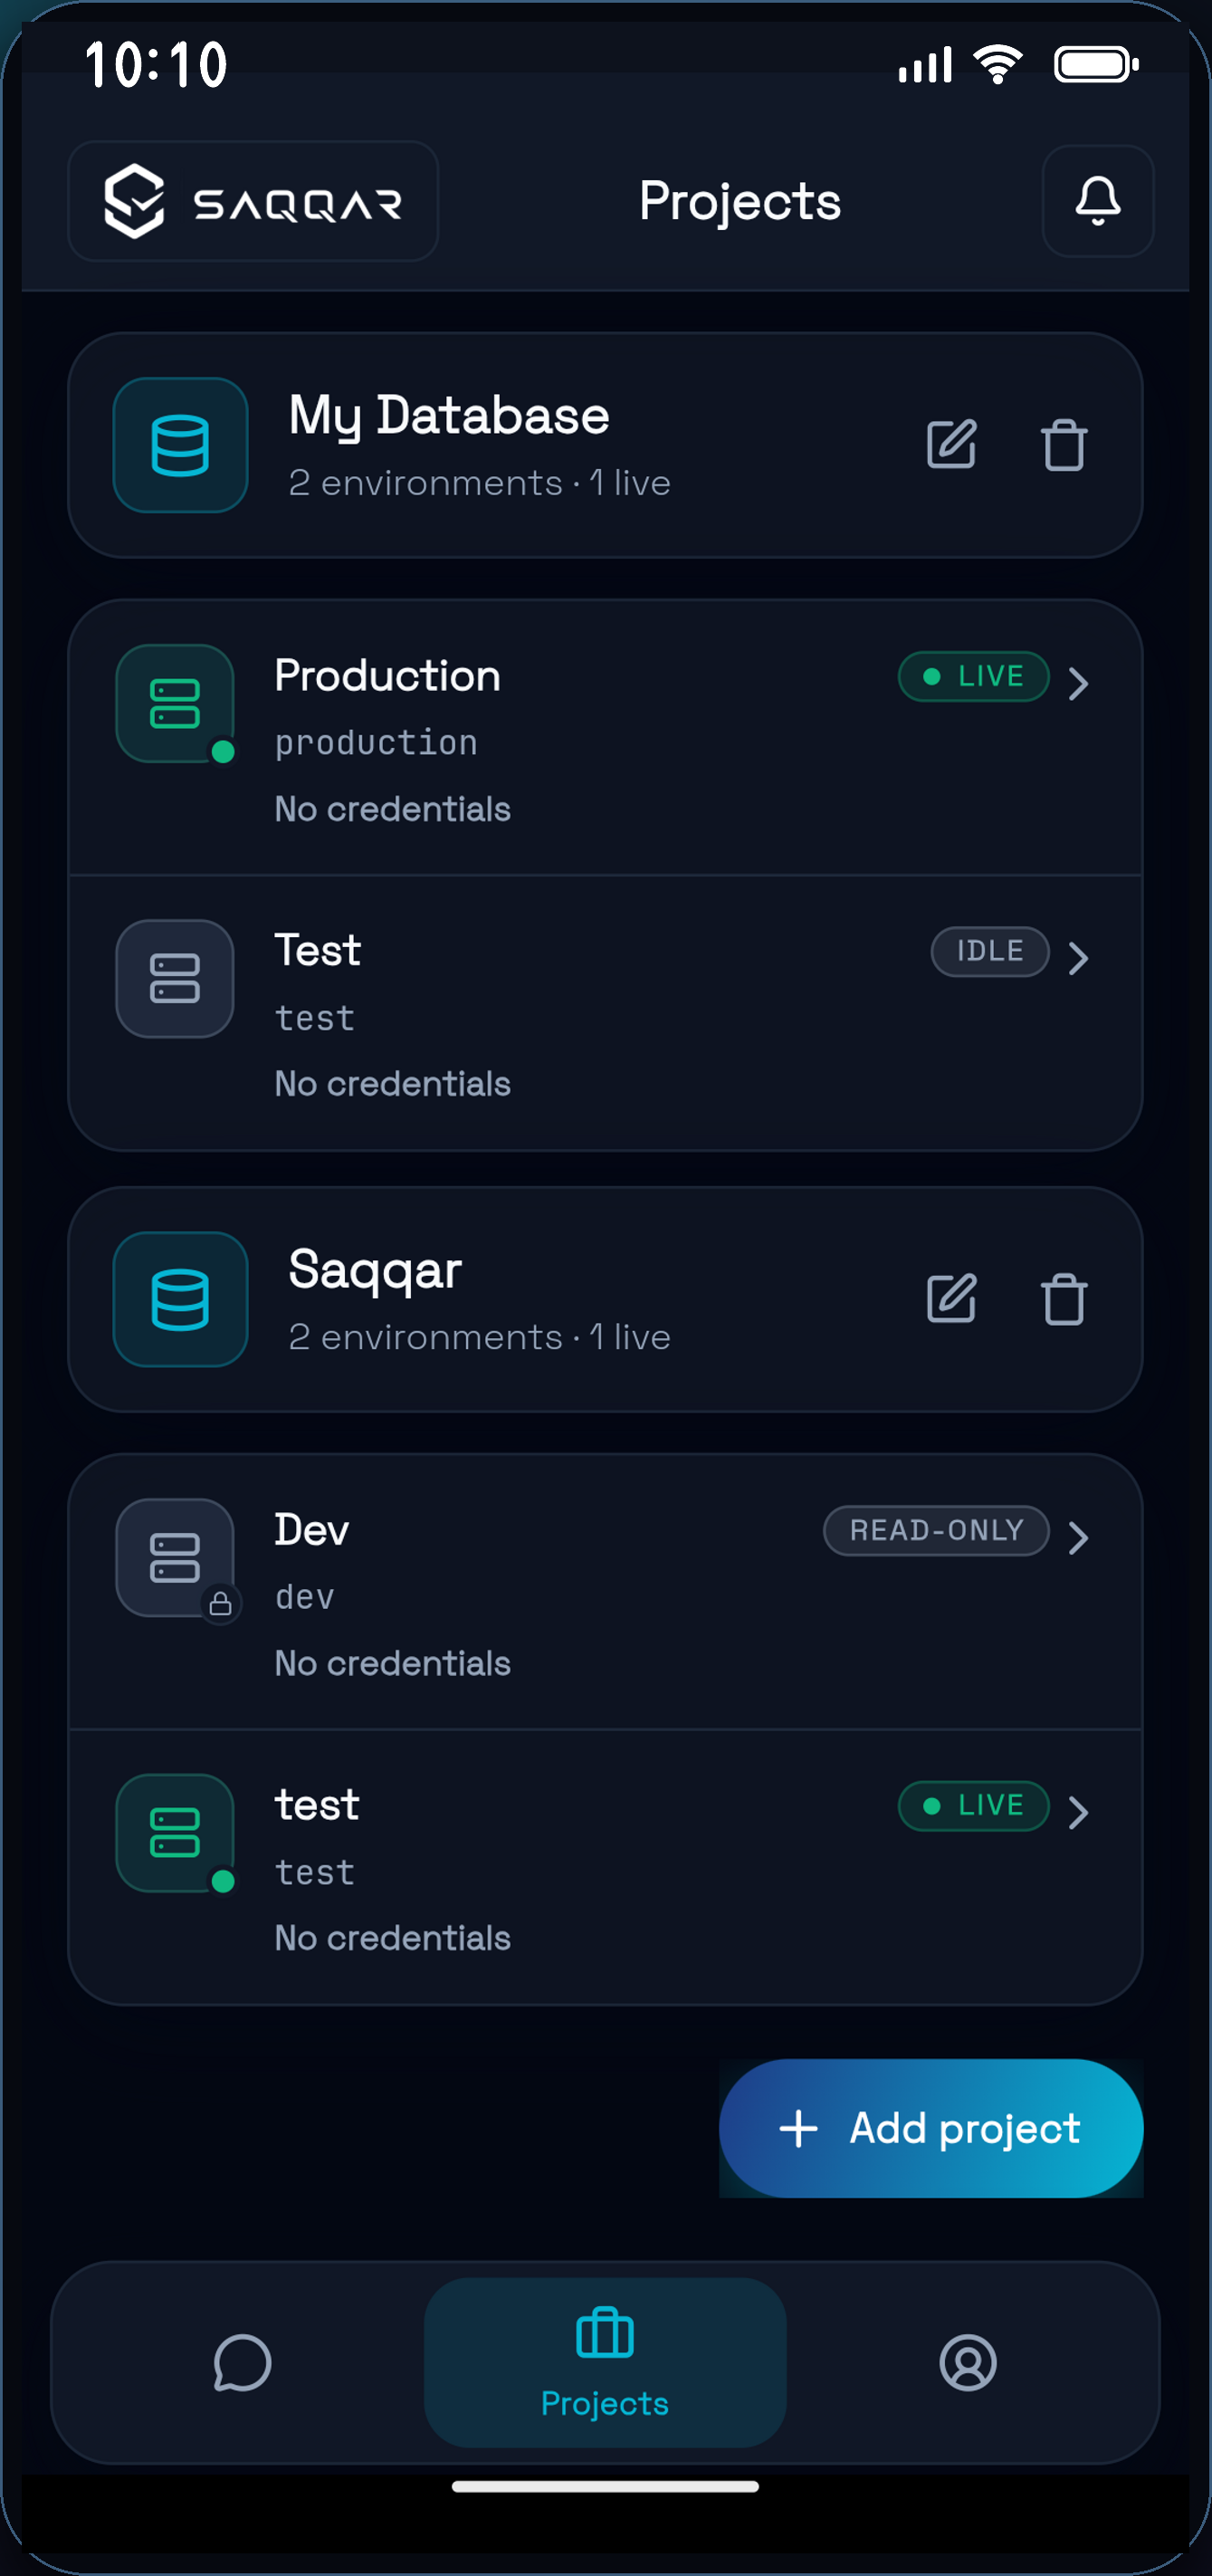 10:10
SAQQAR
Projects
My Database
2 environments · 1 live
Production
LIVE
production
No credentials
Test
IDLE
test
No credentials
Saqqar
2 environments · 1 live
Dev
READ-ONLY
dev
No credentials
test
LIVE
test
No credentials
+ Add project
Projects